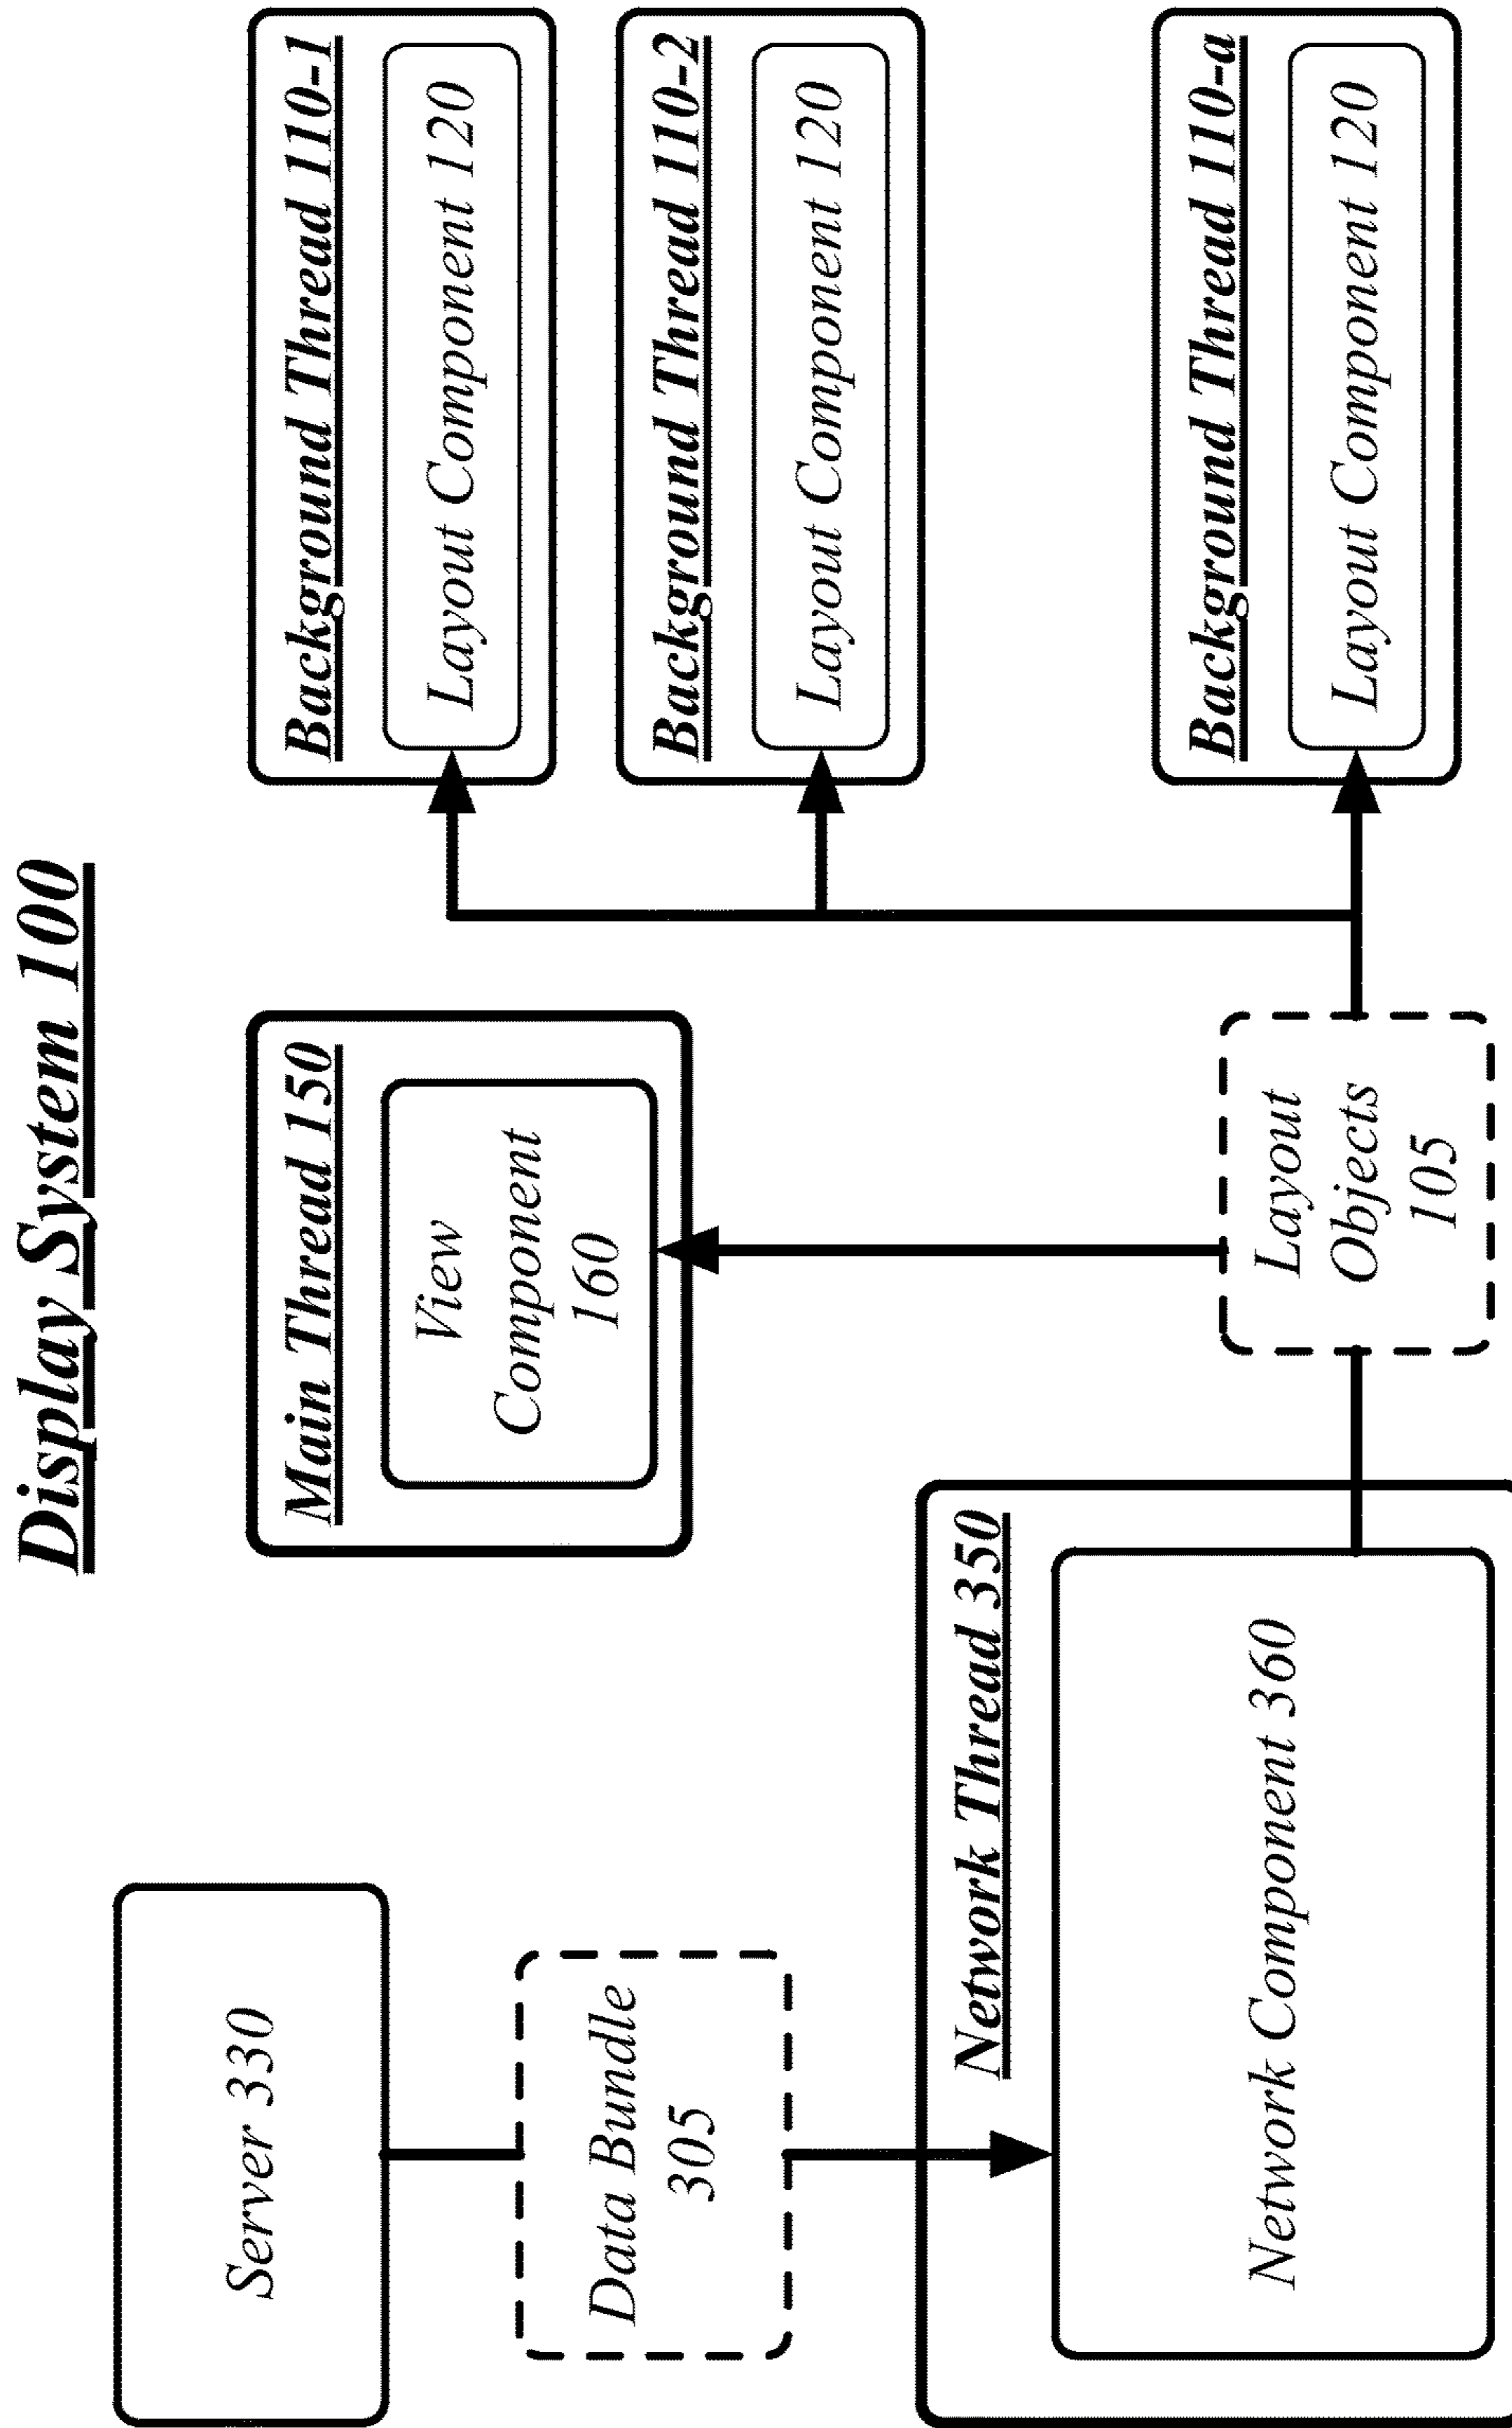 Display System 100
Server 330
Data Bundle
305
Network Thread 350
Network Component 360
Main Thread 150
View
Component
160
Layout
Objects
105
Background Thread 110-1
Layout Component 120
Background Thread 110-2
Layout Component 120
Background Thread 110-a
Layout Component 120